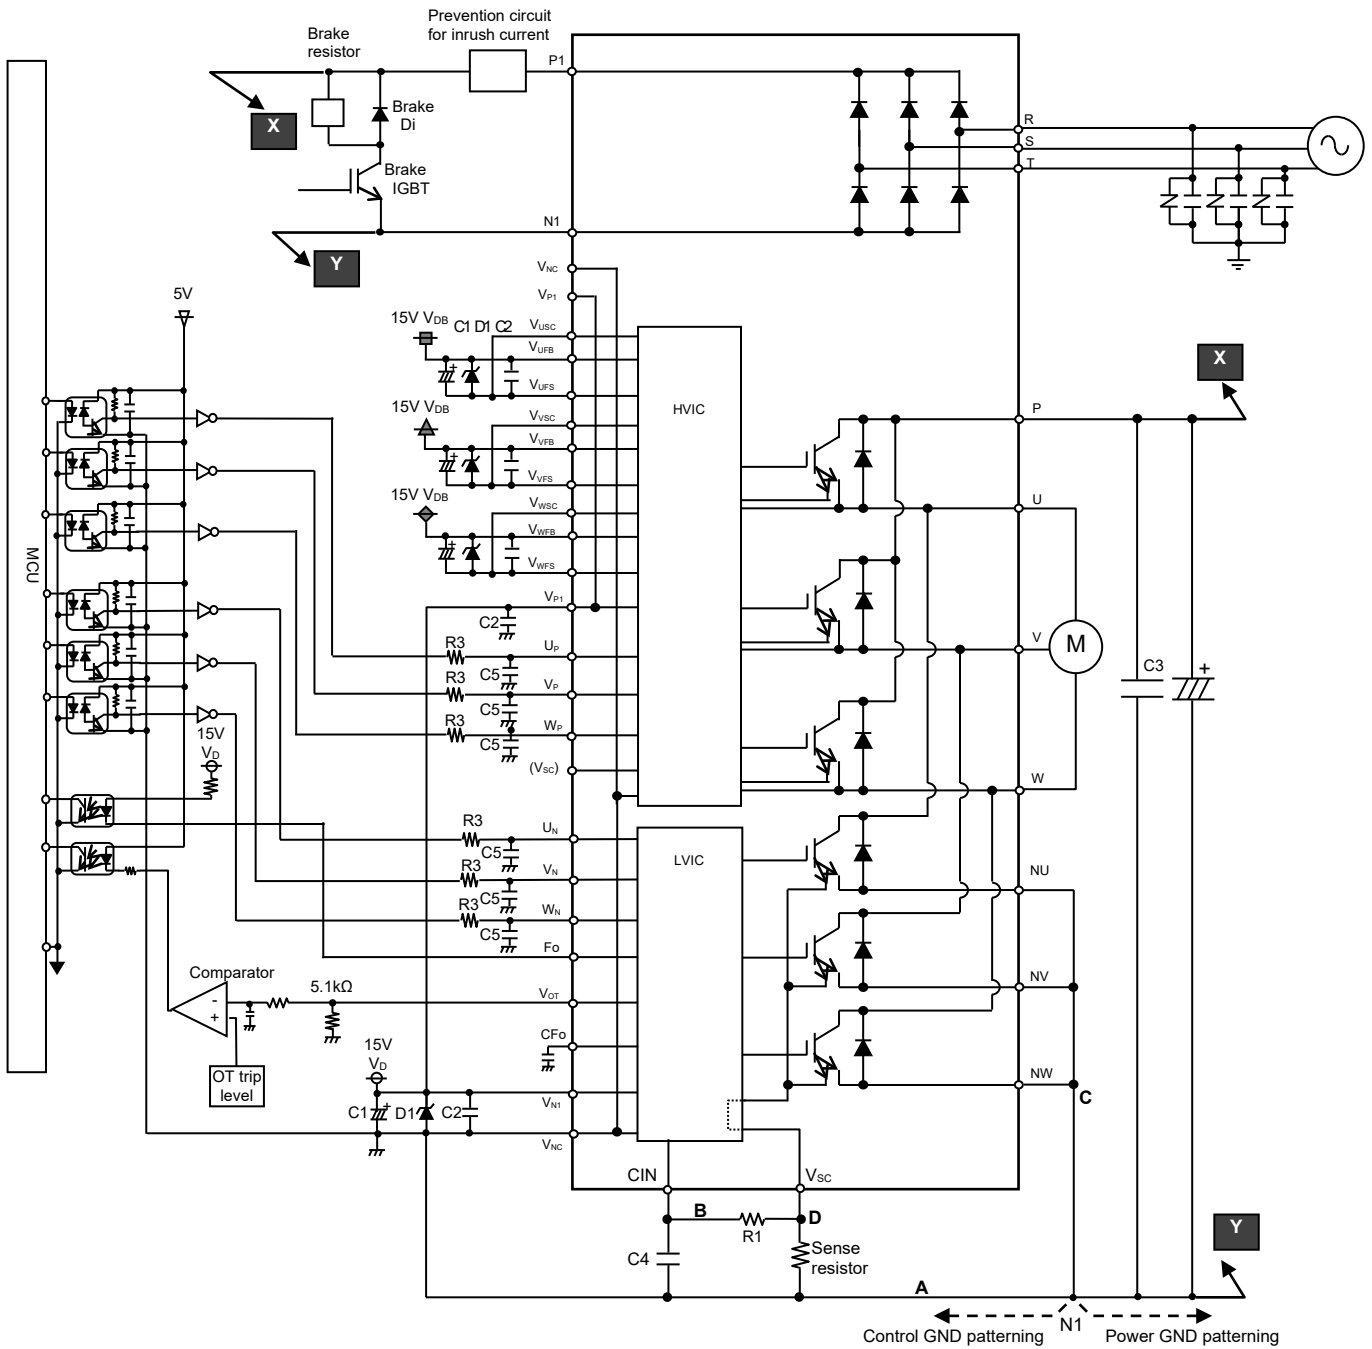 Prevention circuit
for inrush current
Brake
resistor
P1
X
Brake
Di
Brake
IGBT
R
S
T
N1
Y
VNC
VP1
5V
15V VDB
C1 D1 C2
VUSC
VUFB
VUFS
X
15V VDB
VVSC
VVFB
VVFS
HVIC
P
15V VDB
VWSC
VWFB
VWFS
U
MCU
VP1
C2
R3
UP
C5
V
M
R3
VP
C5
C3
+
R3
WP
C5
15V
VD
(VSC)
W
R3
UN
C5
LVIC
NU
R3
VN
C5
R3
WN
C5
Fo
NV
Comparator
-
+
5.1kΩ
VOT
CFo
OT trip
level
15V
VD
NW
C
C1
+
D1
C2
VN1
VNC
CIN
VSC
B
D
R1
C4
Sense
resistor
Y
A
N1
Control GND patterning
Power GND patterning